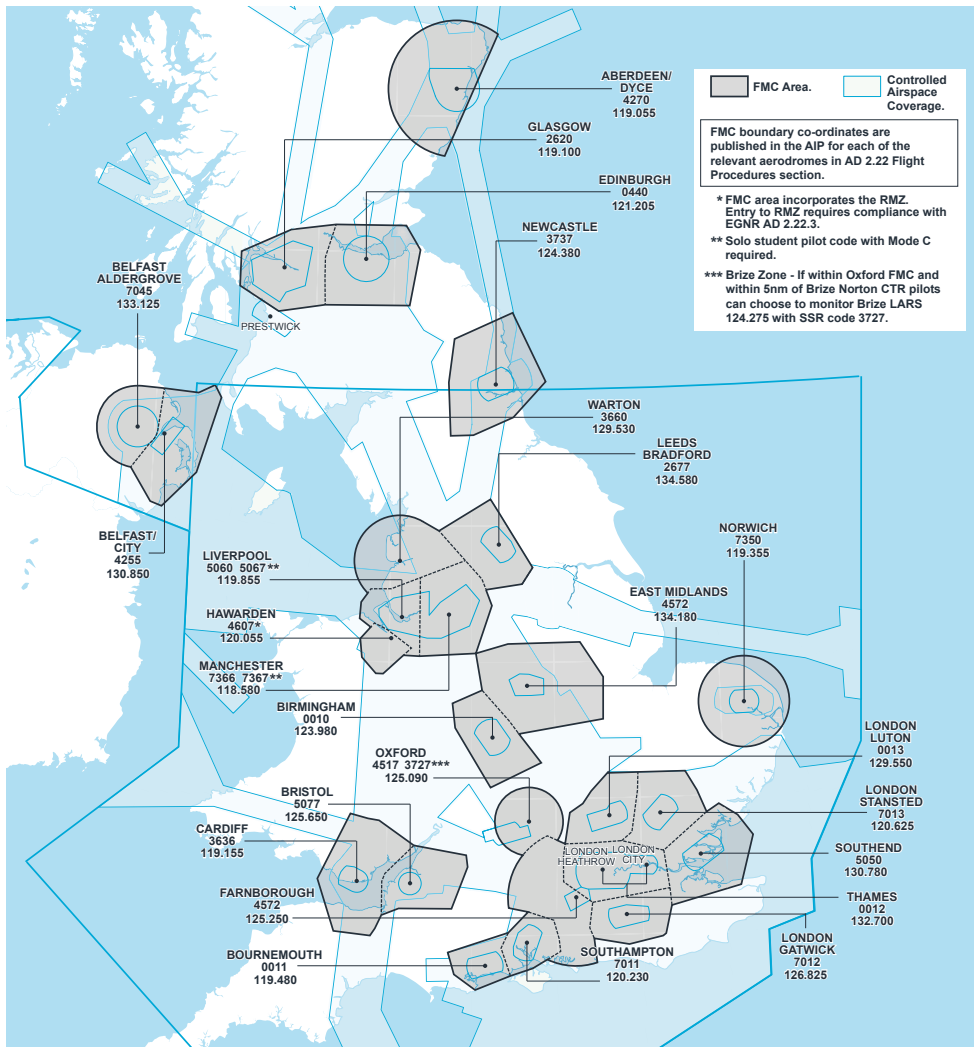 ABERDEEN/
DYCE
4270
119.055
GLASGOW
2620
119.100
EDINBURGH
0440
121.205
NEWCASTLE
3737
124.380
BELFAST
ALDERGROVE
7045
133.125
PRESTWICK
FMC Area.
Controlled
Airspace
Coverage.
FMC boundary co-ordinates are
published in the AIP for each of the
relevant aerodromes in AD 2.22 Flight
Procedures section.
* FMC area incorporates the RMZ.
Entry to RMZ requires compliance with
EGNR AD 2.22.3.
** Solo student pilot code with Mode C
required.
*** Brize Zone - If within Oxford FMC and
within 5nm of Brize Norton CTR pilots
can choose to monitor Brize LARS
124.275 with SSR code 3727.
WARTON
3660
129.530
LEEDS
BRADFORD
2677
134.580
BELFAST/
CITY
4255
130.850
NORWICH
7350
119.355
LIVERPOOL
5060 5067**
119.855
EAST MIDLANDS
4572
134.180
HAWARDEN
4607*
120.055
MANCHESTER
7366 7367**
118.580
BIRMINGHAM
0010
123.980
OXFORD
4517 3727***
125.090
LONDON
LUTON
0013
129.550
BRISTOL
5077
125.650
LONDON
STANSTED
7013
120.625
CARDIFF
3636
119.155
LONDON
HEATHROW
LONDON
CITY
SOUTHEND
5050
130.780
FARNBOROUGH
4572
125.250
THAMES
0012
132.700
BOURNEMOUTH
0011
119.480
SOUTHAMPTON
7011
120.230
LONDON
GATWICK
7012
126.825